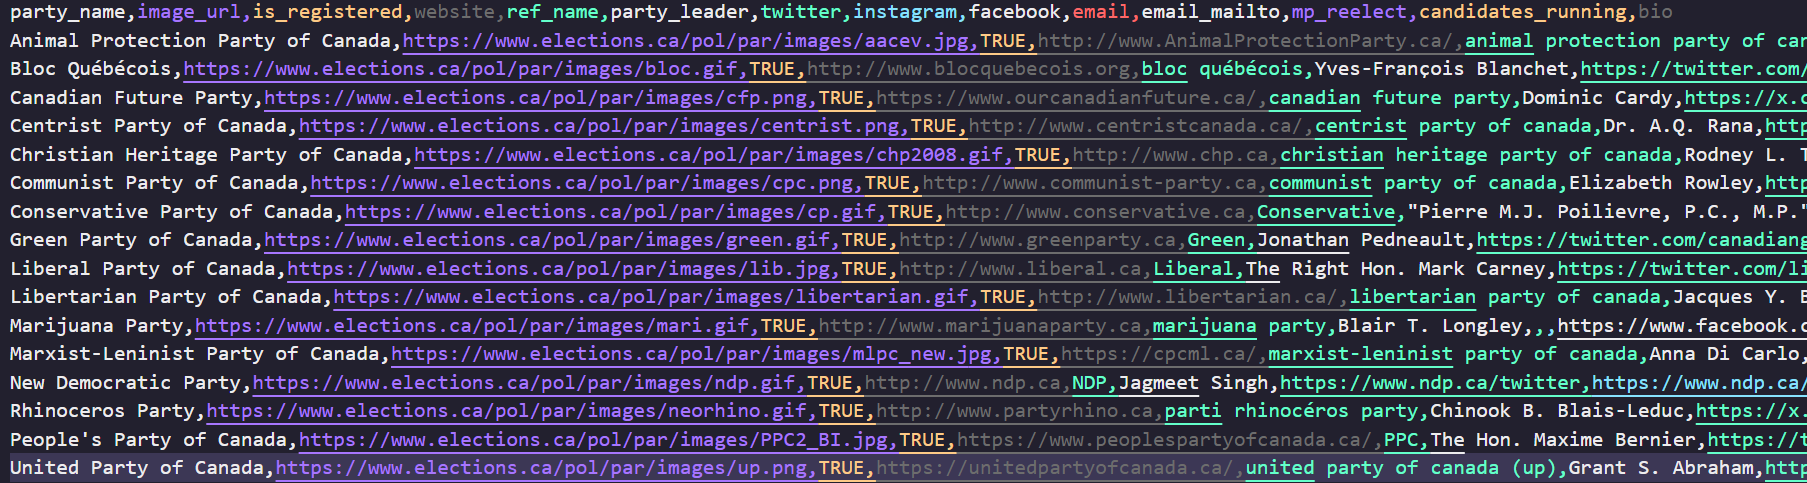 party_name,image_url,is_registered,website,ref_name,party_leader,twitter,instagram,facebook,email,email_mailto,mp_reelect,candidates_running,bio
Animal Protection Party of Canada,https://www.elections.ca/pol/par/images/aacev.jpg,TRUE,http://www.AnimalProtectionParty.ca/,animal protection party of can
Bloc Québécois,https://www.elections.ca/pol/par/images/bloc.gif,TRUE,http://www.blocquebecois.org,bloc québécois,Yves-François Blanchet,https://twitter.com/
Canadian Future Party,https://www.elections.ca/pol/par/images/cfp.png,TRUE,https://www.ourcanadianfuture.ca/,canadian future party,Dominic Cardy,https://x.c
Centrist Party of Canada,https://www.elections.ca/pol/par/images/centrist.png,TRUE,http://www.centristcanada.ca/,centrist party of canada,Dr. A.Q. Rana,http
Christian Heritage Party of Canada,https://www.elections.ca/pol/par/images/chp2008.gif,TRUE,http://www.chp.ca,christian heritage party of canada,Rodney L. T
Communist Party of Canada,https://www.elections.ca/pol/par/images/cpc.png,TRUE,http://www.communist-party.ca,communist party of canada,Elizabeth Rowley,http
Conservative Party of Canada,https://www.elections.ca/pol/par/images/cp.gif,TRUE,http://www.conservative.ca,Conservative,"Pierre M.J. Poilievre, P.C., M.P."
Green Party of Canada,https://www.elections.ca/pol/par/images/green.gif,TRUE,http://www.greenparty.ca,Green,Jonathan Pedneault,https://twitter.com/canadiang
Liberal Party of Canada,https://www.elections.ca/pol/par/images/lib.jpg,TRUE,http://www.liberal.ca,Liberal,The Right Hon. Mark Carney,https://twitter.com/li
Libertarian Party of Canada,https://www.elections.ca/pol/par/images/libertarian.gif,TRUE,http://www.libertarian.ca/,libertarian party of canada,Jacques Y. B
Marijuana Party,https://www.elections.ca/pol/par/images/mari.gif,TRUE,http://www.marijuanaparty.ca,marijuana party,Blair T. Longley,,,https://www.facebook.c
Marxist-Leninist Party of Canada,https://www.elections.ca/pol/par/images/mlpc_new.jpg,TRUE,https://cpcml.ca/,marxist-leninist party of canada,Anna Di Carlo,
New Democratic Party,https://www.elections.ca/pol/par/images/ndp.gif,TRUE,http://www.ndp.ca,NDP,Jagmeet Singh,https://www.ndp.ca/twitter,https://www.ndp.ca/
Rhinoceros Party,https://www.elections.ca/pol/par/images/neorhino.gif,TRUE,http://www.partyrhino.ca,parti rhinocéros party,Chinook B. Blais-Leduc,https://x.
People's Party of Canada,https://www.elections.ca/pol/par/images/PPC2_BI.jpg,TRUE,https://www.peoplespartyofcanada.ca/,PPC,The Hon. Maxime Bernier,https://t
United Party of Canada,https://www.elections.ca/pol/par/images/up.png,TRUE,https://unitedpartyofcanada.ca/,united party of canada (up),Grant S. Abraham,http